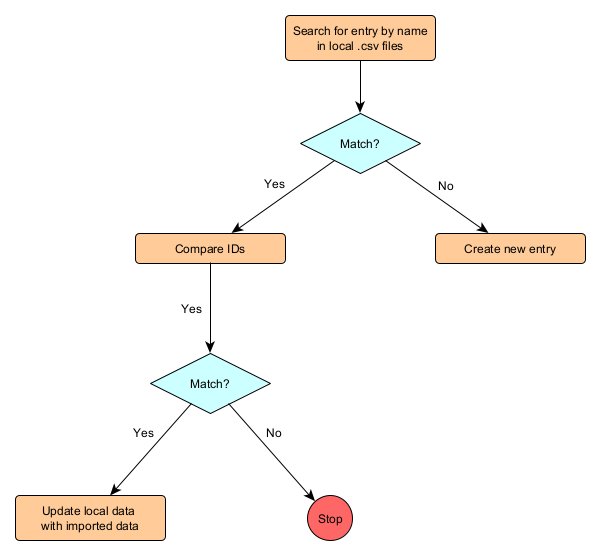 Search for entry by name
in local .csv files
Match?
Yes
No
Compare IDs
Create new entry
Yes
Match?
Yes
No
Update local data
with imported data
Stop